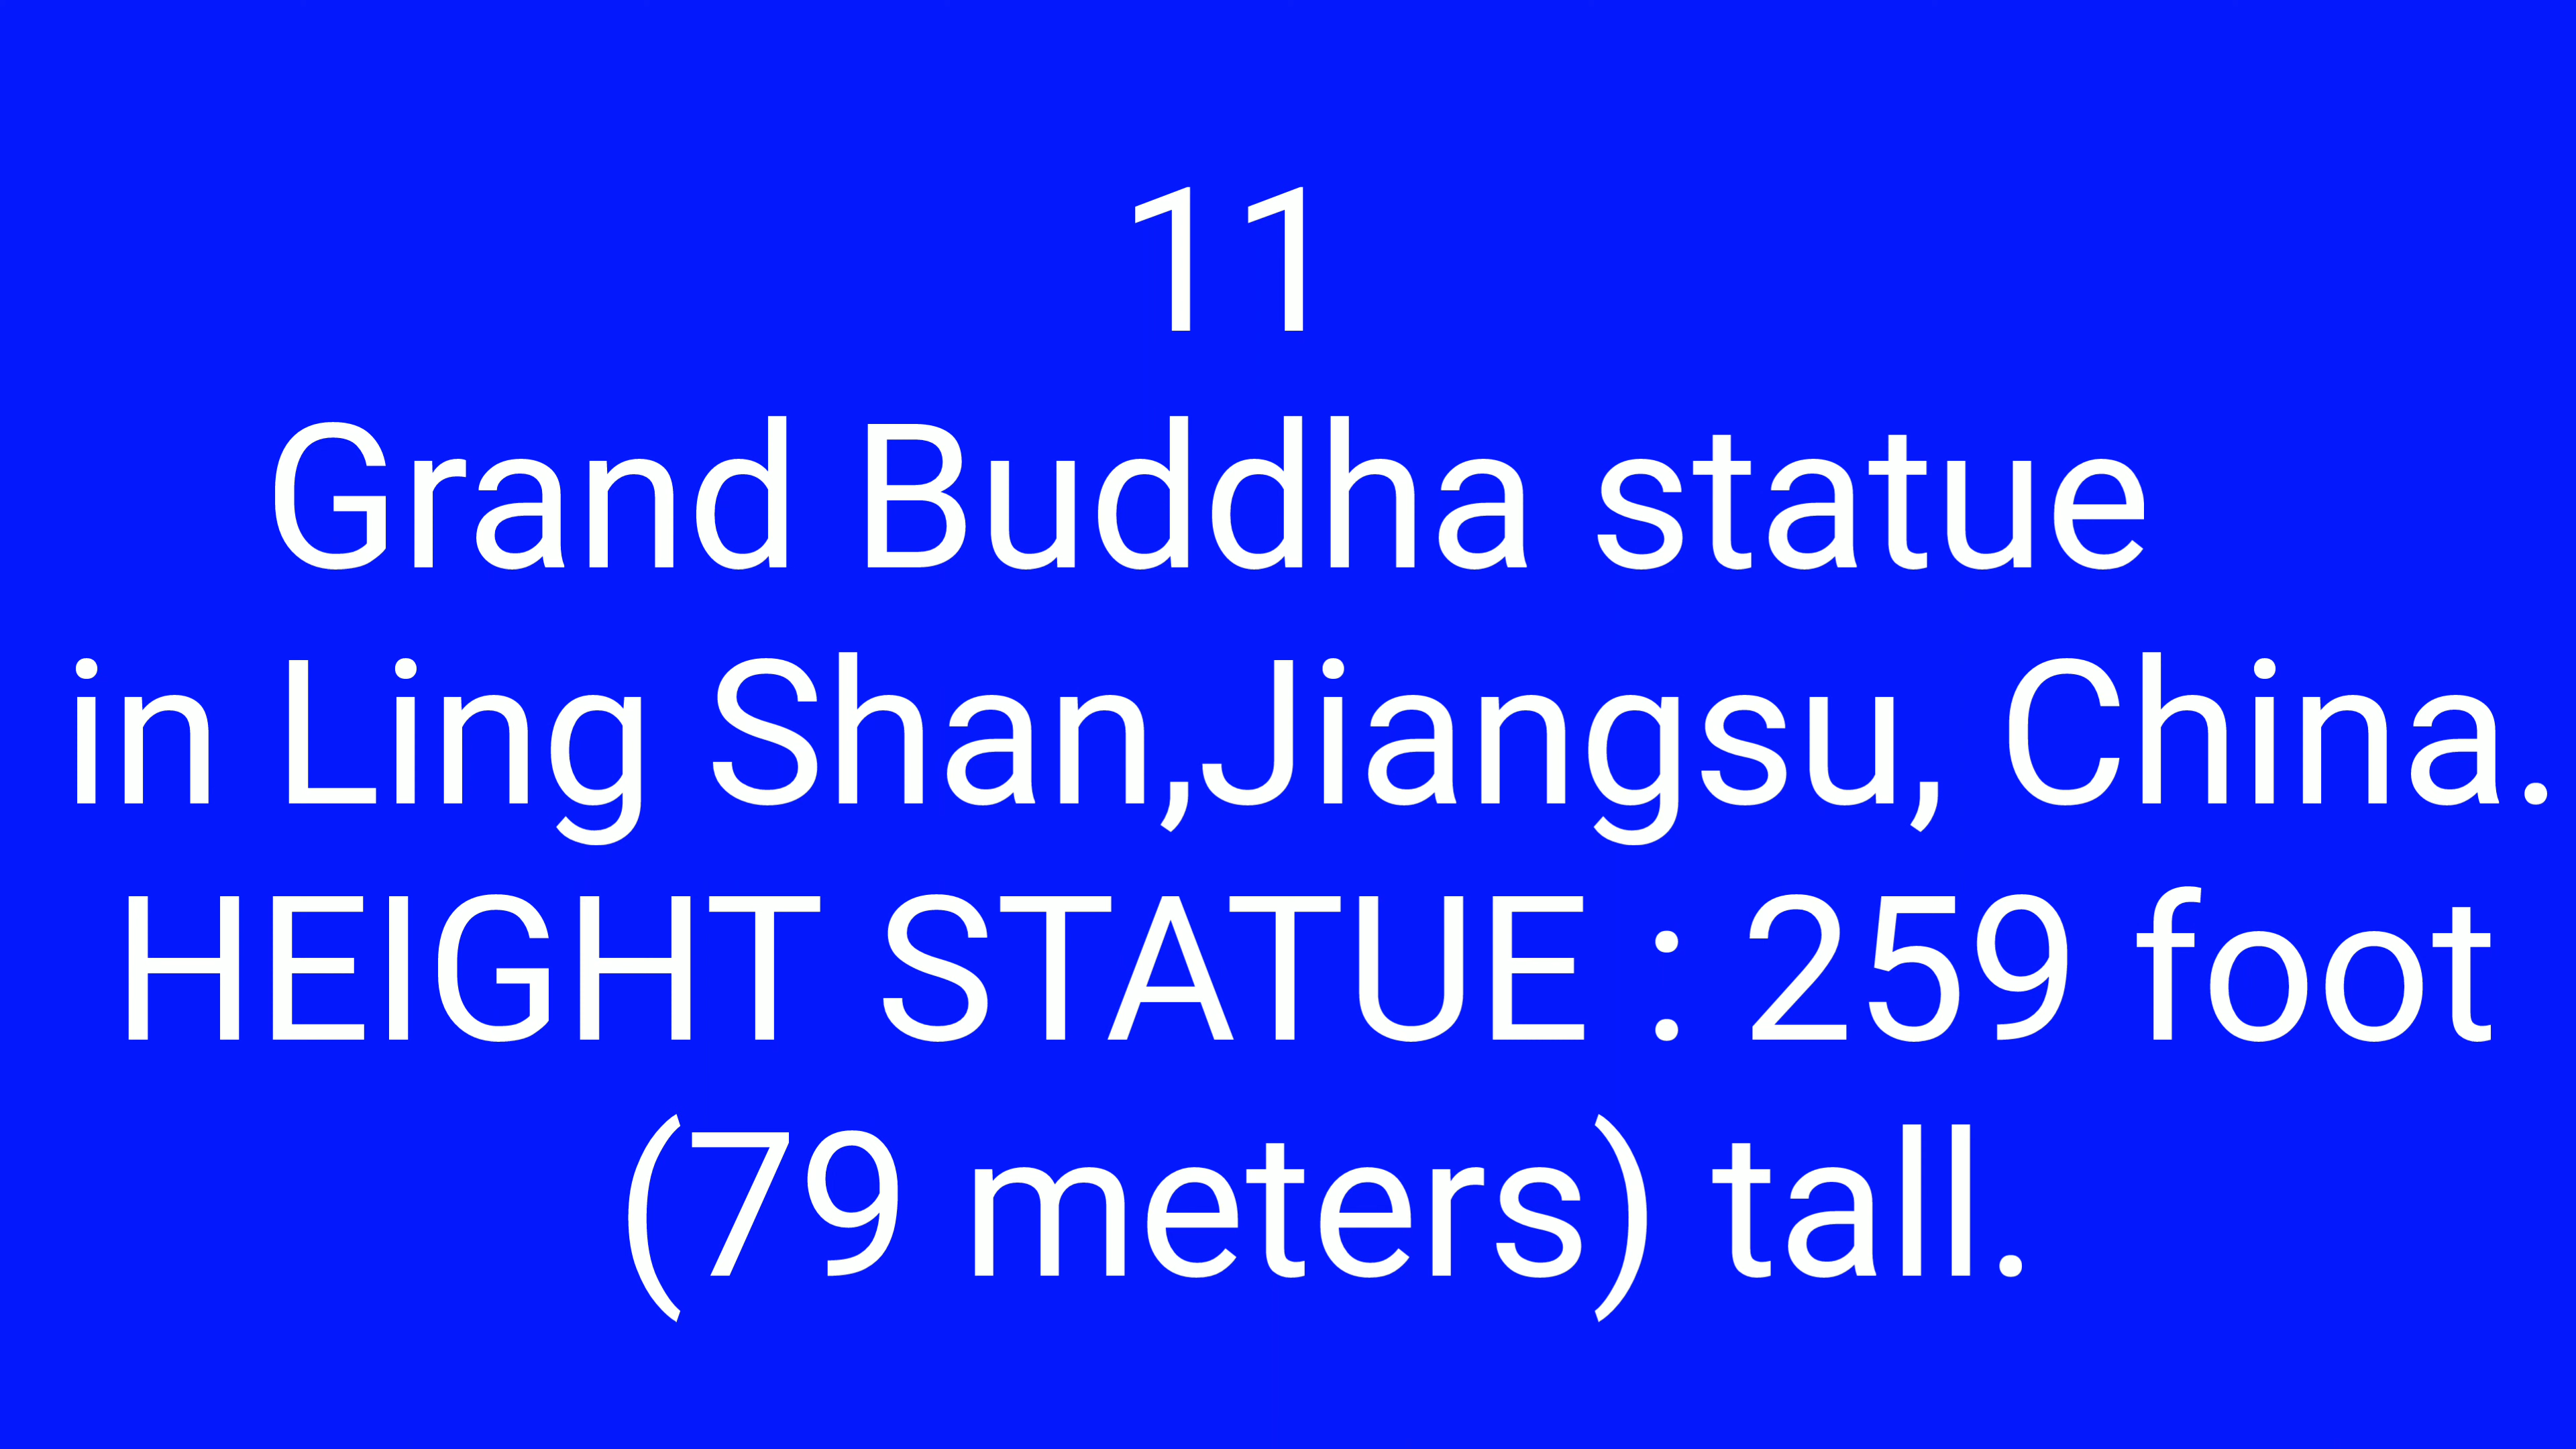 11
Grand Buddha statue
in Ling Shan,Jiangsu, China.
HEIGHT STATUE : 259 foot
(79 meters) tall.